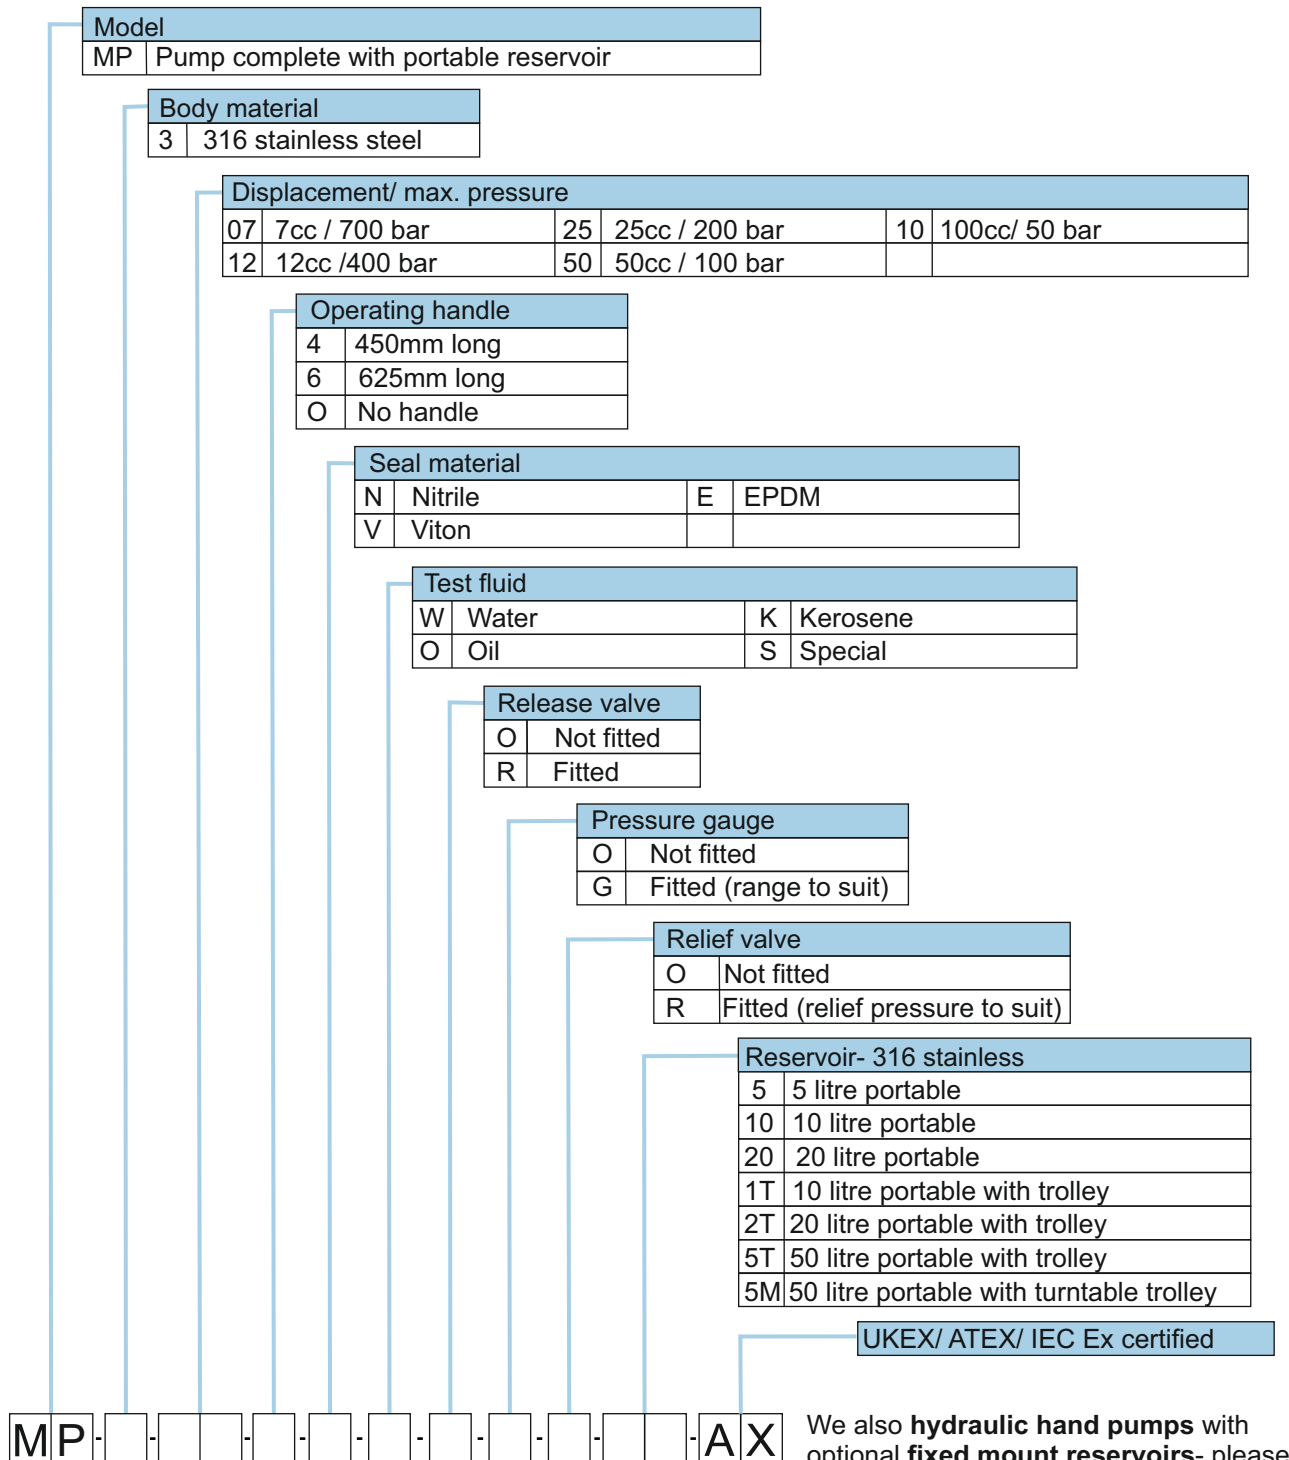 Model
MP Pump complete with portable reservoir
Body material
3 316 stainless steel
Displacement/ max. pressure
07 7cc / 700 bar 25 25cc / 200 bar 10 100cc/ 50 bar
12 12cc /400 bar 50 50cc / 100 bar
Operating handle
4 450mm long
6 625mm long
O No handle
Seal material
N Nitrile E EPDM
V Viton
Test fluid
W Water K Kerosene
O Oil S Special
Release valve
O Not fitted
R Fitted
Pressure gauge
O Not fitted
G Fitted (range to suit)
Relief valve
O Not fitted
R Fitted (relief pressure to suit)
Reservoir- 316 stainless
5 5 litre portable
10 10 litre portable
20 20 litre portable
1T 10 litre portable with trolley
2T 20 litre portable with trolley
5T 50 litre portable with trolley
5M 50 litre portable with turntable trolley
UKEX/ ATEX/ IEC Ex certified
MP- - - - - - - - - -AX
We also hydraulic hand pumps with
optional fixed mount reservoirs- please